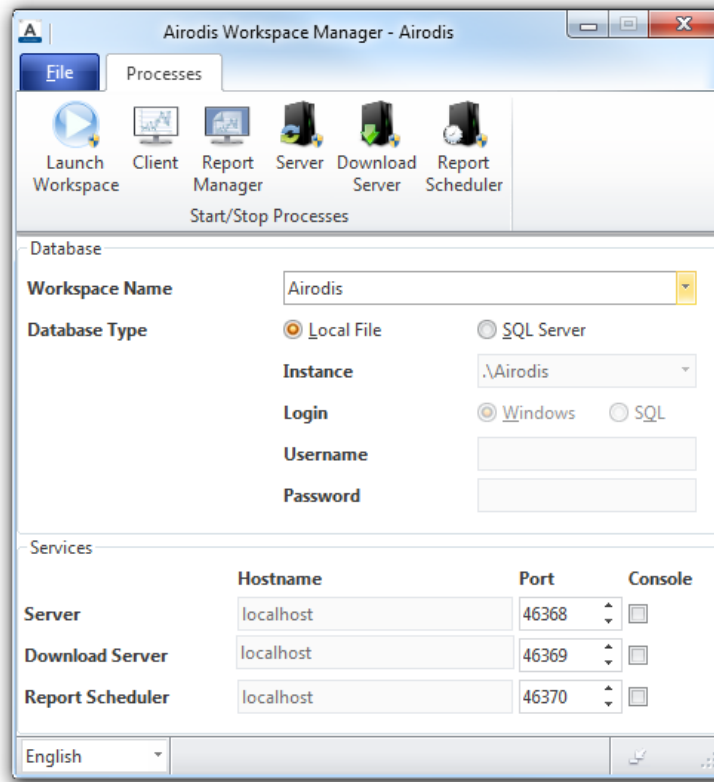 A
Airodis Workspace Manager - Airodis
File
Processes
Launch Workspace
Client
Report Manager
Server
Download Server
Report Scheduler
Start/Stop Processes
Database
Workspace Name
Airodis
Database Type
Local File
SQL Server
Instance
.\Airodis
Login
Windows
SQL
Username
Password
Services
Hostname
Port
Console
Server
localhost
46368
Download Server
localhost
46369
Report Scheduler
localhost
46370
English